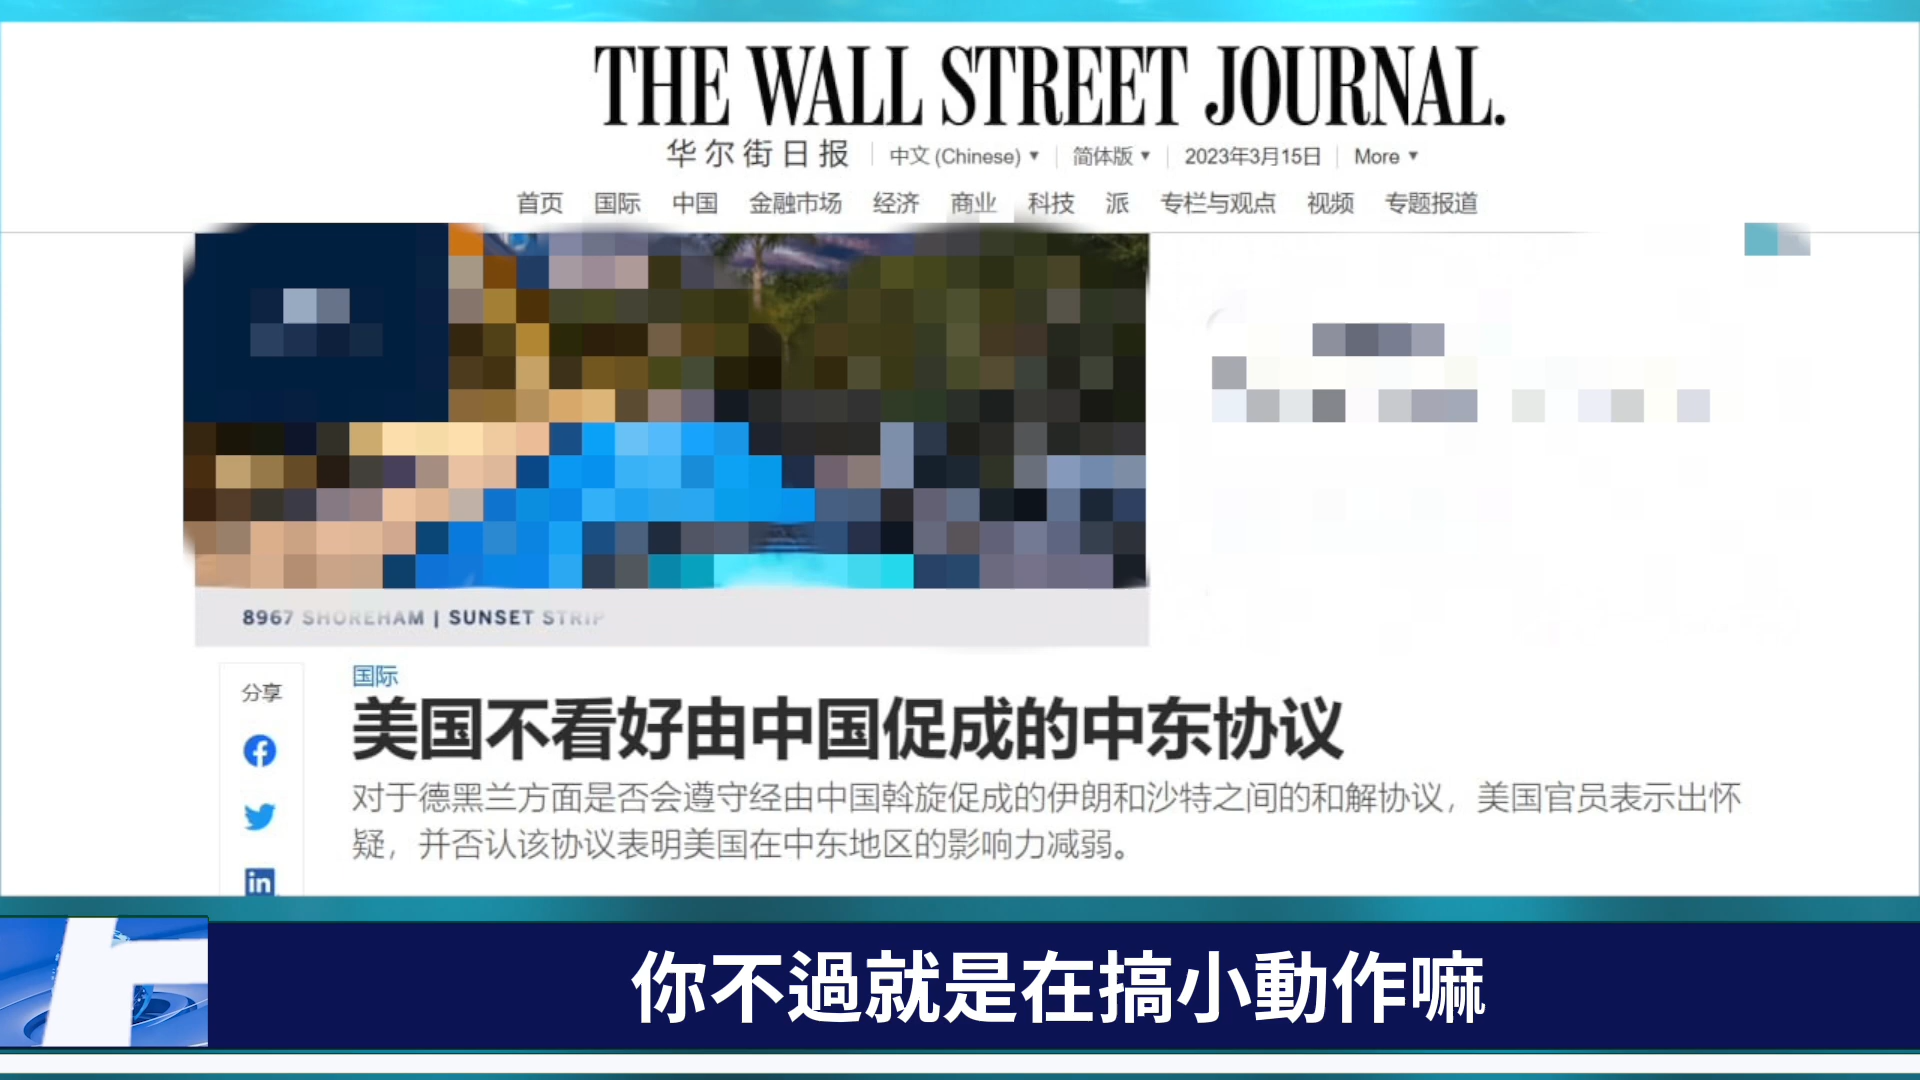 THE WALL STREET JOURNAL.
华尔街日报 中文 (Chinese) 简体版 2023年3月15日 More
首页 国际 中国 金融市场 经济 商业 科技 派 专栏与观点 视频 专题报道
8967 SHOREHAM | SUNSET STRIP
分享
国际
美国不看好由中国促成的中东协议
对于德黑兰方面是否会遵守经由中国斡旋促成的伊朗和沙特之间的和解协议，美国官员表示出怀
疑，并否认该协议表明美国在中东地区的影响力减弱。
in
你不過就是在搞小動作嘛